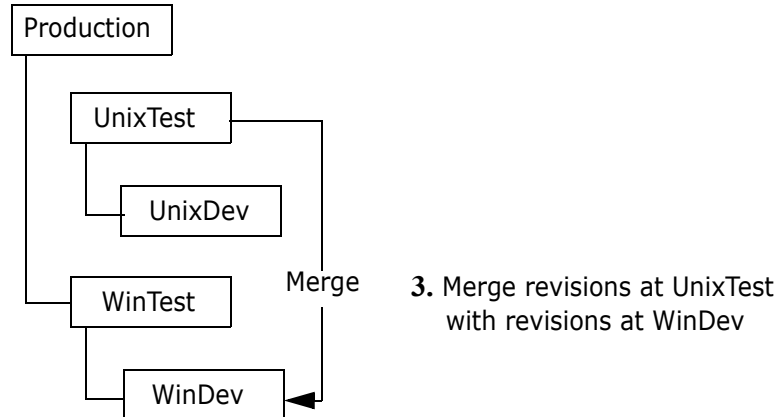 Production
UnixTest
UnixDev
WinTest
Merge
3. Merge revisions at UnixTest
with revisions at WinDev
WinDev